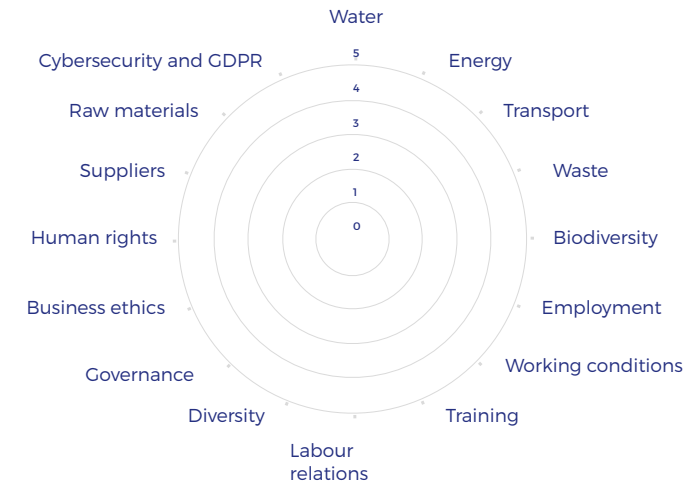 Water
5
Cybersecurity and GDPR
Energy
4
Raw materials
Transport
3
2
Suppliers
Waste
1
0
Human rights
Biodiversity
Business ethics
Employment
Working conditions
Governance
Diversity
Training
Labour
relations